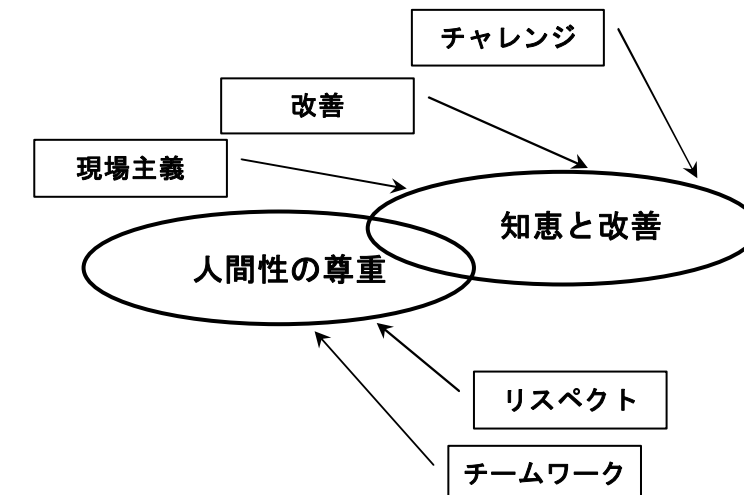 チャレンジ
改善
現場主義
知恵と改善
人間性の尊重
リスペクト
チームワーク